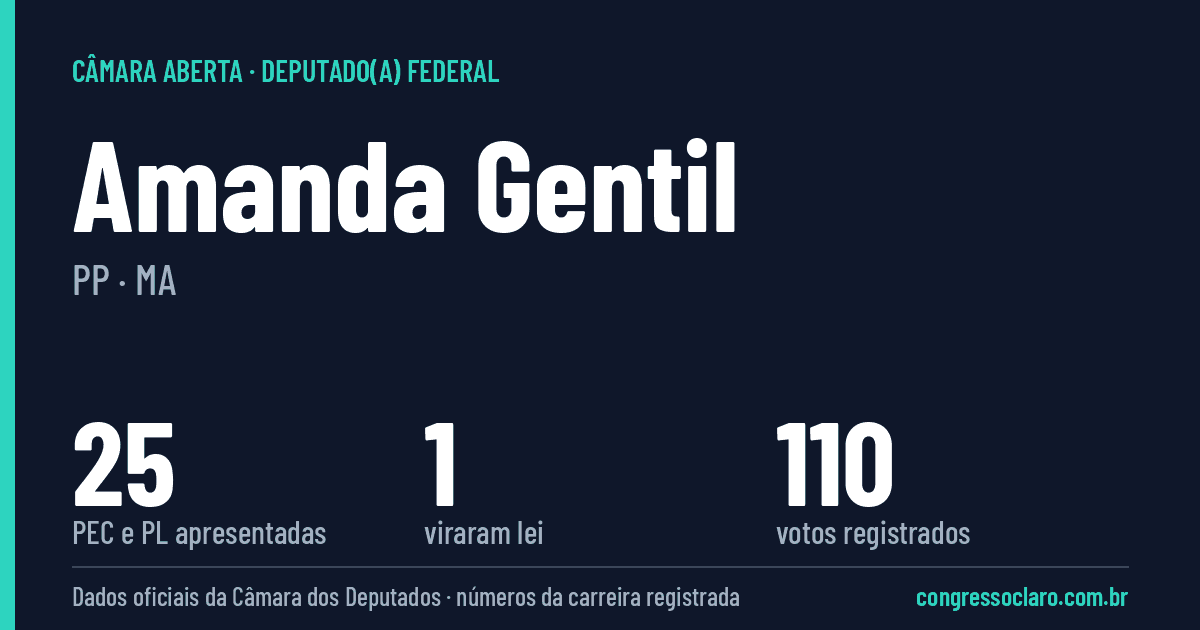 CÂMARA ABERTA · DEPUTADO(A) FEDERAL
Amanda Gentil
PP · MA
25
PEC e PL apresentadas
1
viraram lei
110
votos registrados
Dados oficiais da Câmara dos Deputados · números da carreira registrada
congressoclaro.com.br